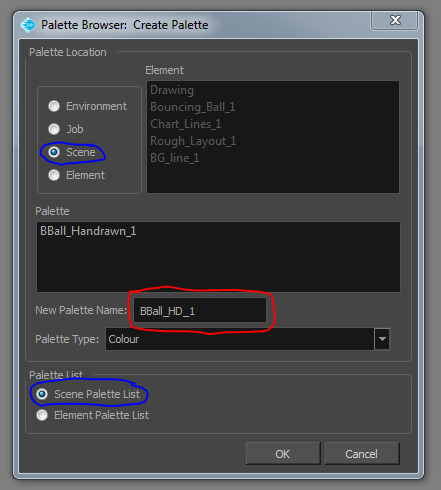 Palette Browser: Create Palette
Palette Location
Element
Environment
Job
Scene
Element
Drawing
Bouncing_Ball_1
Chart_Lines_1
Rough_Layout_1
BG_line_1
Palette
BBall_Handrawn_1
New Palette Name: BBall_HD_1
Palette Type: Colour
Palette List
Scene Palette List
Element Palette List
OK Cancel